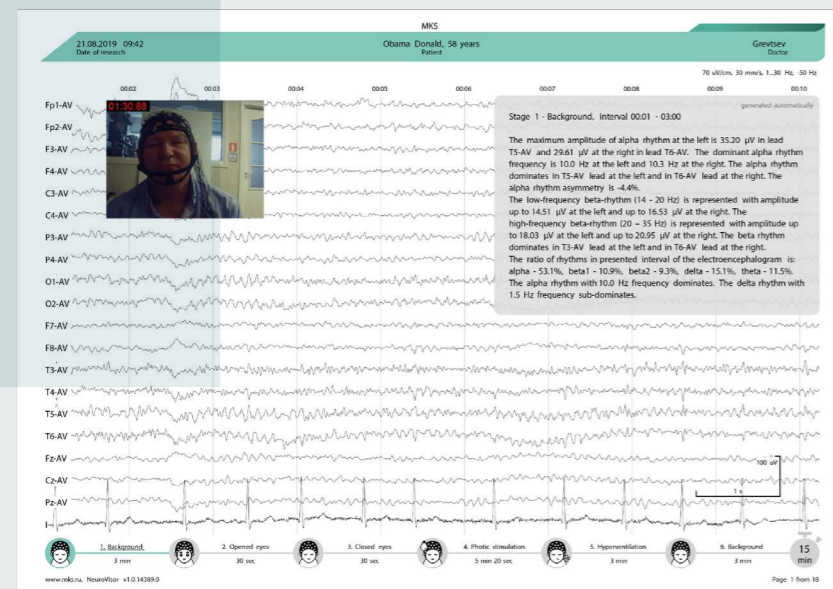 MKS
21.08.2019 09:42
Date of research
Obama Donald, 58 years
Patient
Grevtsev
Doctor
70 uV/cm, 30 mm/s, 1..30 Hz, -50 Hz
00:02 00:03 00:04 00:05 00:06 00:07 00:08 00:09 00:10
01:30:88
generated automatically
Stage 1 - Background, interval 00:01 - 03:00
The maximum amplitude of alpha rhythm at the left is 35.20 µV in lead
T5-AV and 29.61 µV at the right in lead T6-AV. The dominant alpha rhythm
frequency is 10.0 Hz at the left and 10.3 Hz at the right. The alpha rhythm
dominates in T5-AV lead at the left and in T6-AV lead at the right. The
alpha rhythm asymmetry is -4.4%.
The low-frequency beta-rhythm (14 - 20 Hz) is represented with amplitude
up to 14.51 µV at the left and up to 16.53 µV at the right. The
high-frequency beta-rhythm (20 – 35 Hz) is represented with amplitude up
to 18.03 µV at the left and up to 20.95 µV at the right. The beta rhythm
dominates in T3-AV lead at the left and in T6-AV lead at the right.
The ratio of rhythms in presented interval of the electroencephalogram is:
alpha - 53.1%, beta1 - 10.9%, beta2 - 9.3%, delta - 15.1%, theta - 11.5%.
The alpha rhythm with 10.0 Hz frequency dominates. The delta rhythm with
1.5 Hz frequency sub-dominates.
Fp1-AV
Fp2-AV
F3-AV
F4-AV
C3-AV
C4-AV
P3-AV
P4-AV
O1-AV
O2-AV
F7-AV
F8-AV
T3-AV
T4-AV
T5-AV
T6-AV
Fz-AV
Cz-AV
Pz-AV
I
100 uV
1 s
1. Background
3 min
2. Opened eyes
30 sec
3. Closed eyes
30 sec
4. Photic stimulation
5 min 20 sec
5. Hyperventilation
3 min
6. Background
3 min
15
min
www.mks.ru, NeuroVisor v1.0.14389.0
Page 1 from 18